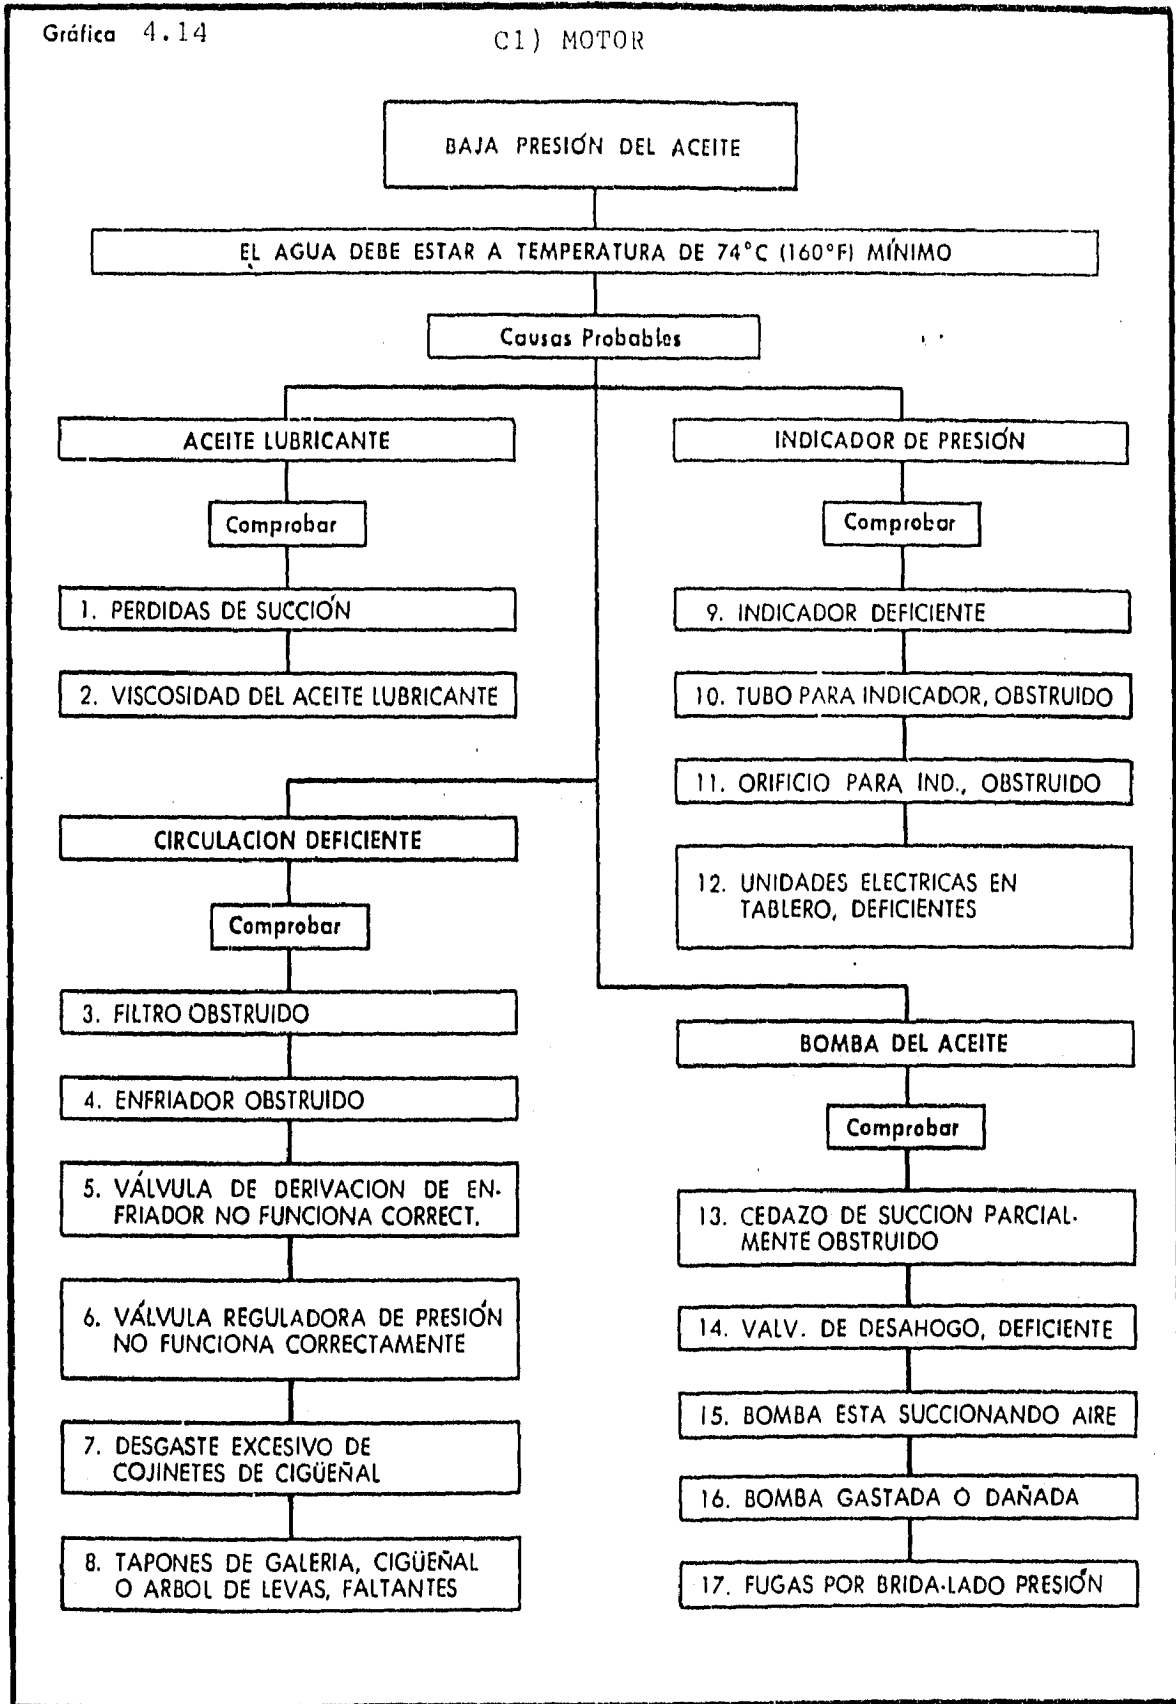 Gráfica 4.14
C1) MOTOR
BAJA PRESIÓN DEL ACEITE
EL AGUA DEBE ESTAR A TEMPERATURA DE 74°C (160°F) MÍNIMO
Causas Probables
ACEITE LUBRICANTE
Comprobar
1. PERDIDAS DE SUCCIÓN
2. VISCOSIDAD DEL ACEITE LUBRICANTE
INDICADOR DE PRESIÓN
Comprobar
9. INDICADOR DEFICIENTE
10. TUBO PARA INDICADOR, OBSTRUIDO
11. ORIFICIO PARA IND., OBSTRUIDO
12. UNIDADES ELECTRICAS EN
TABLERO, DEFICIENTES
CIRCULACION DEFICIENTE
Comprobar
3. FILTRO OBSTRUIDO
4. ENFRIADOR OBSTRUIDO
5. VÁLVULA DE DERIVACION DE EN-
FRIADOR NO FUNCIONA CORRECT.
6. VÁLVULA REGULADORA DE PRESIÓN
NO FUNCIONA CORRECTAMENTE
7. DESGASTE EXCESIVO DE
COJINETES DE CIGÜEÑAL
8. TAPONES DE GALERIA, CIGÜEÑAL
O ARBOL DE LEVAS, FALTANTES
BOMBA DEL ACEITE
Comprobar
13. CEDAZO DE SUCCION PARCIAL-
MENTE OBSTRUIDO
14. VALV. DE DESAHOGO, DEFICIENTE
15. BOMBA ESTA SUCCIONANDO AIRE
16. BOMBA GASTADA O DAÑADA
17. FUGAS POR BRIDA-LADO PRESIÓN